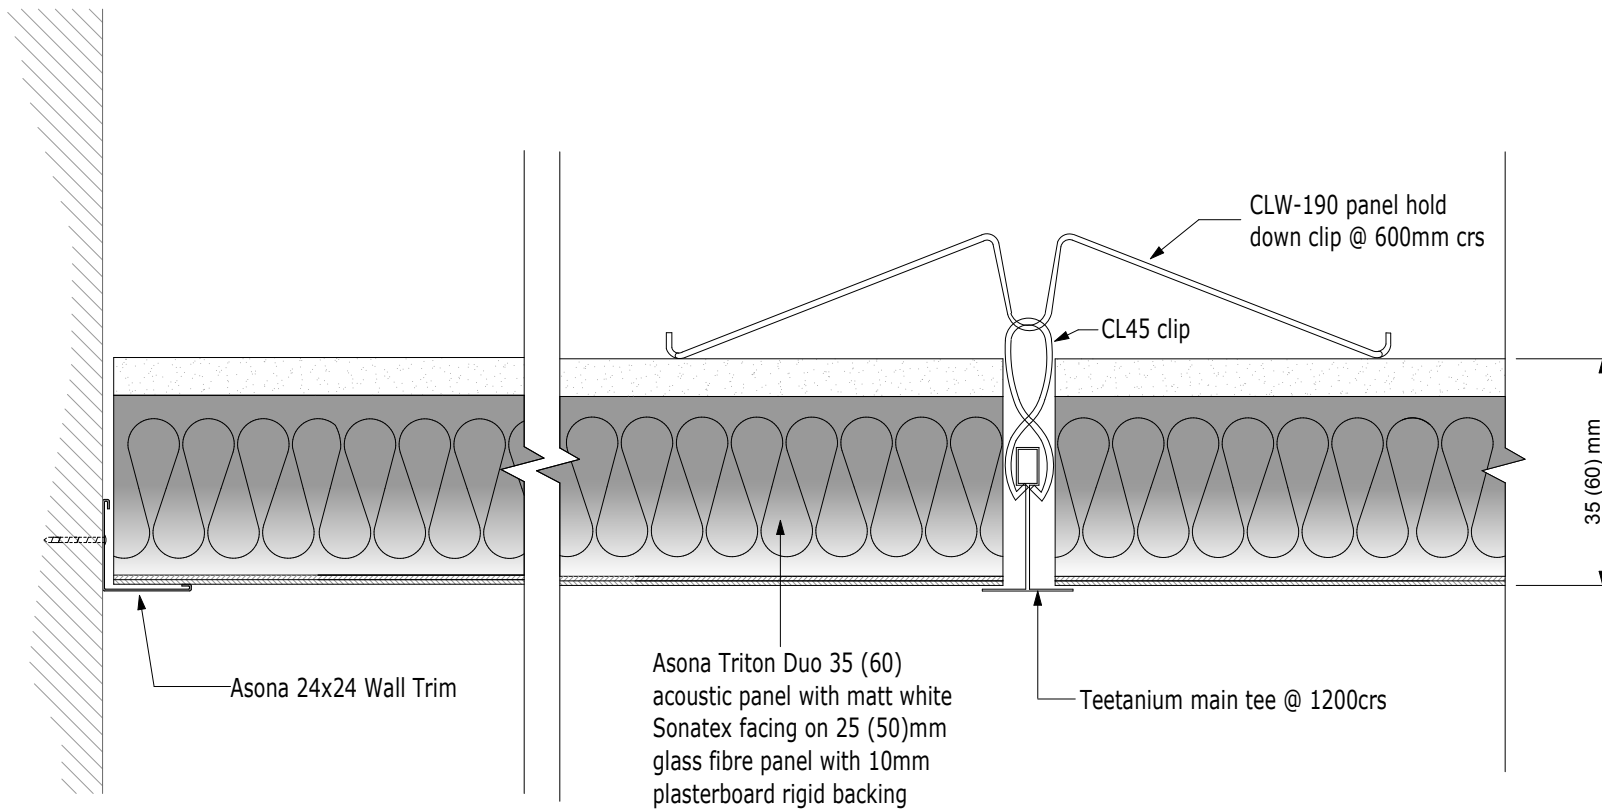 CLW-190 panel hold
down clip @ 600mm crs
CL45 clip
35 (60) mm
Asona 24x24 Wall Trim
Asona Triton Duo 35 (60)
acoustic panel with matt white
Sonatex facing on 25 (50)mm
glass fibre panel with 10mm
plasterboard rigid backing
Teetanium main tee @ 1200crs